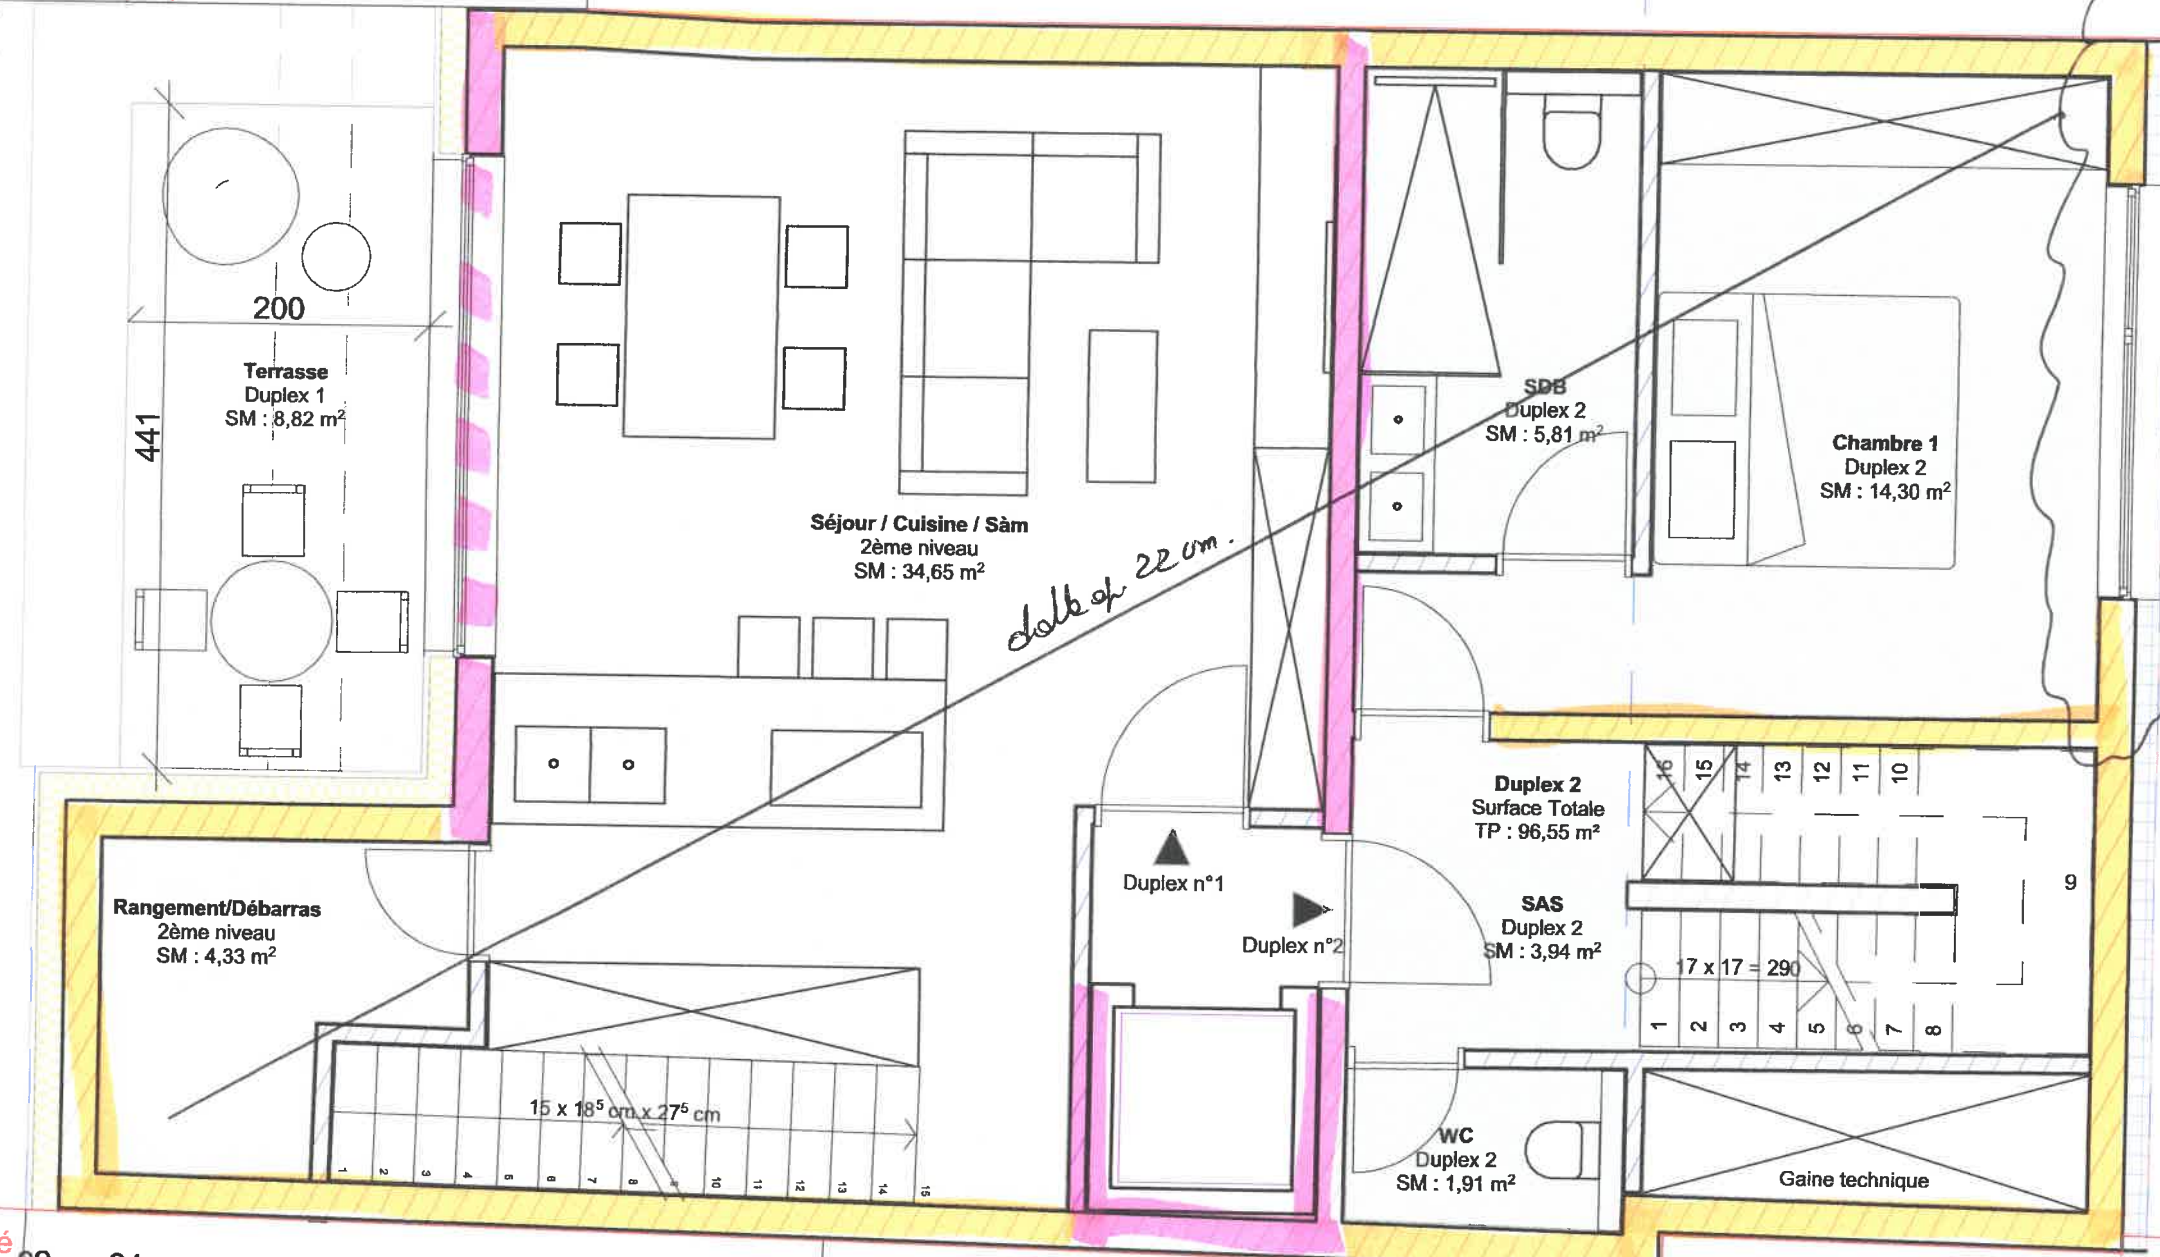 200
Terrasse
Duplex 1
SM : 8,82 m²
441
Séjour / Cuisine / Sàm
2ème niveau
SM : 34,65 m²
22 cm.
SDB
Duplex 2
SM : 5,81 m²
Chambre 1
Duplex 2
SM : 14,30 m²
Duplex 2
Surface Totale
TP : 96,55 m²
16 15 14 13 12 11 10
9
Duplex n°1
Duplex n°2
SAS
Duplex 2
SM : 3,94 m²
17 x 17 = 290
1 2 3 4 5 6 7 8
Rangement/Débarras
2ème niveau
SM : 4,33 m²
15 x 18⁵ cm x 27⁵ cm
1 2 3 4 5 6 7 8 10 11 12 13 14 15
WC
Duplex 2
SM : 1,91 m²
Gaine technique